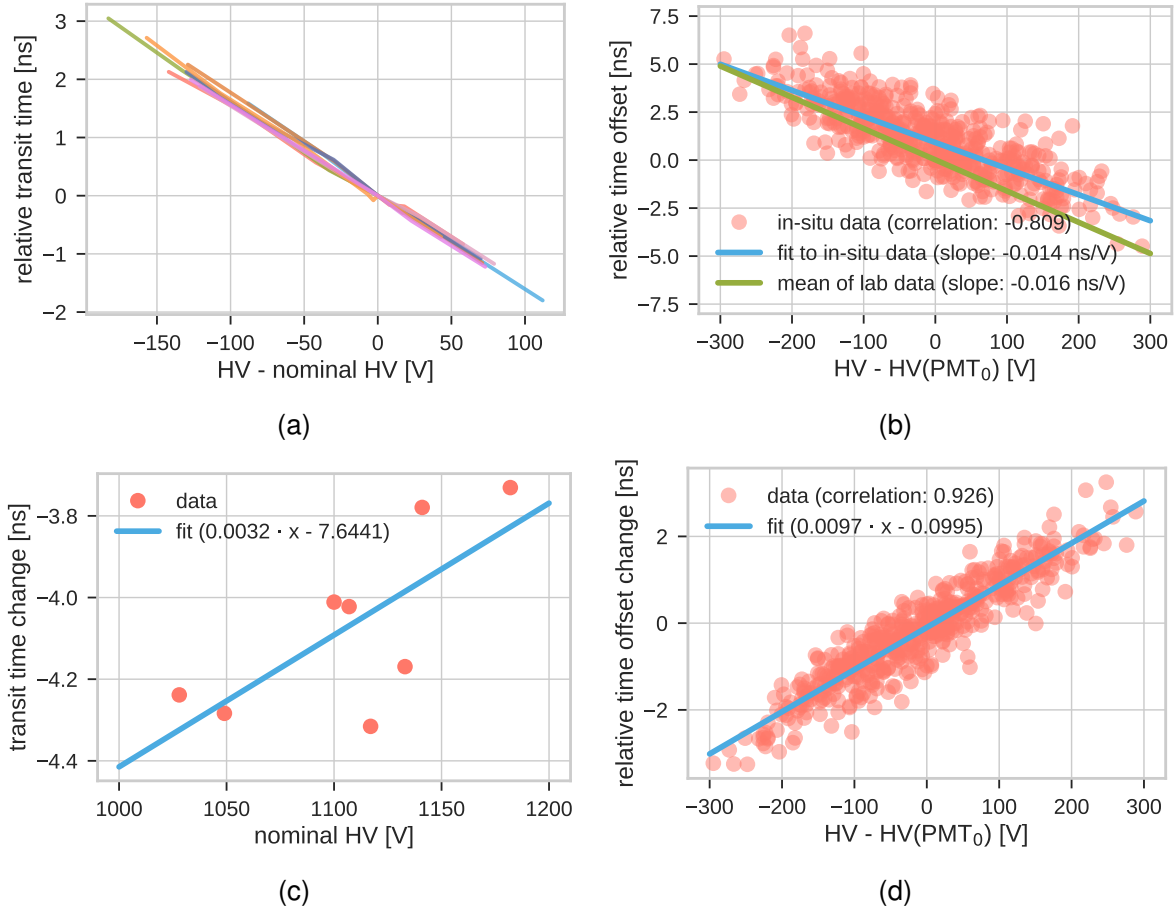 relative transit time [ns]
3
2
1
0
−1
−2
−150 −100 −50 0 50 100
HV - nominal HV [V]
(a)
relative time offset [ns]
7.5
5.0
2.5
0.0
−2.5
−5.0
−7.5
in-situ data (correlation: -0.809)
fit to in-situ data (slope: -0.014 ns/V)
mean of lab data (slope: -0.016 ns/V)
−300 −200 −100 0 100 200 300
HV - HV(PMT₀) [V]
(b)
transit time change [ns]
−3.8
−4.0
−4.2
−4.4
data
fit (0.0032 · x - 7.6441)
1000 1050 1100 1150 1200
nominal HV [V]
(c)
relative time offset change [ns]
2
0
−2
data (correlation: 0.926)
fit (0.0097 · x - 0.0995)
−300 −200 −100 0 100 200 300
HV - HV(PMT₀) [V]
(d)